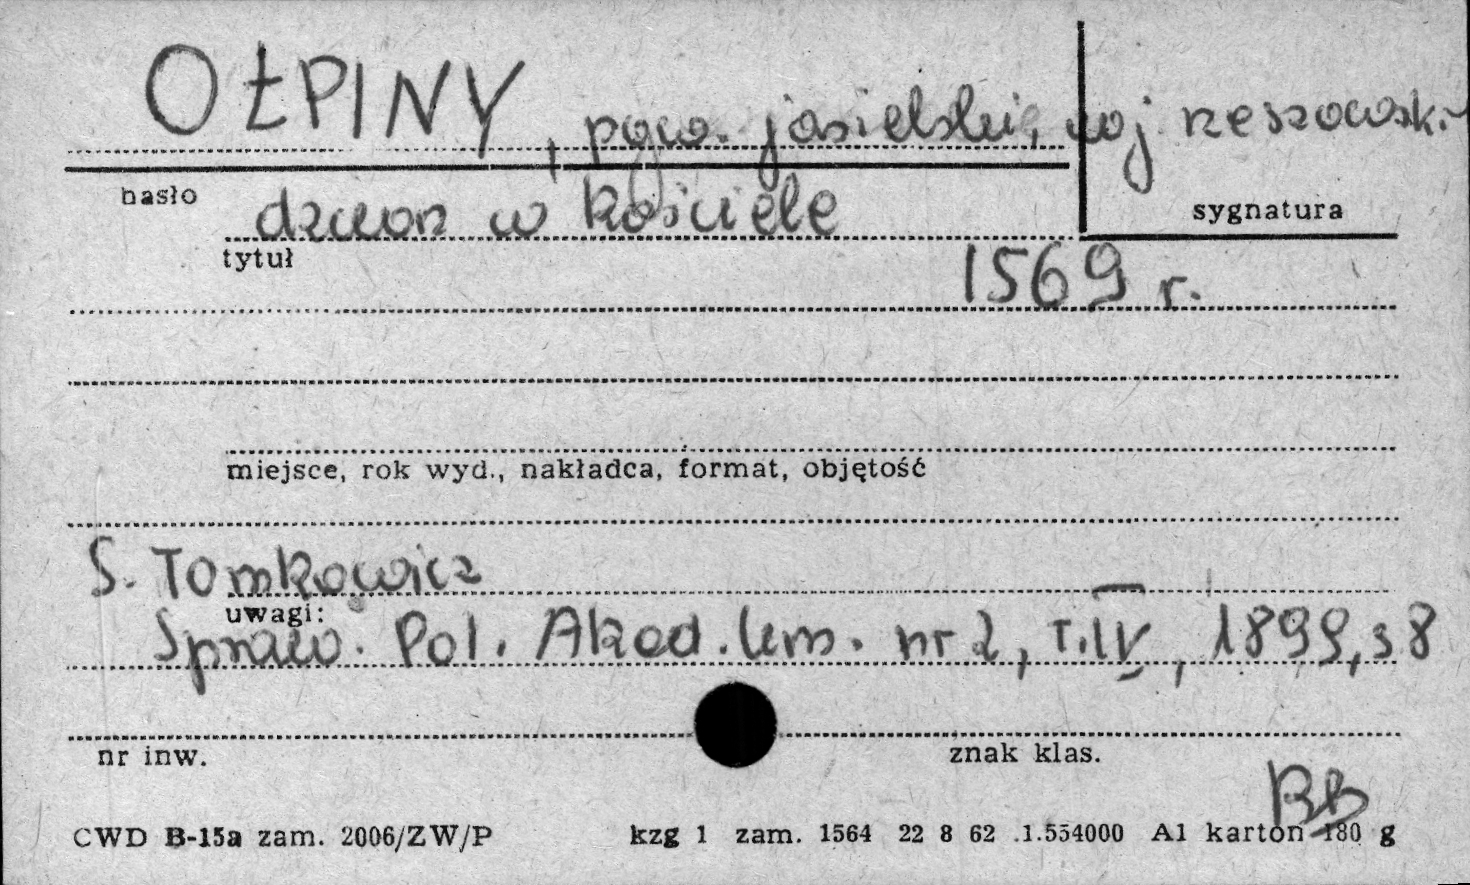 OŁPINY, pow. jasielski, woj rzeszowski
hasło
sygnatura
dzwon w kościele
tytuł
1569 r.
miejsce, rok wyd., nakładca, format, objętość
S. Tomkowicz
uwagi:
Spraw. Pol. Akad. Um. nr 2, T. IV, 1899, s 8
nr inw.
znak klas.
BB
CWD B-15a zam. 2006/ZW/P kzg 1 zam. 1564 22 8 62 .1.554000 A1 karton 180 g